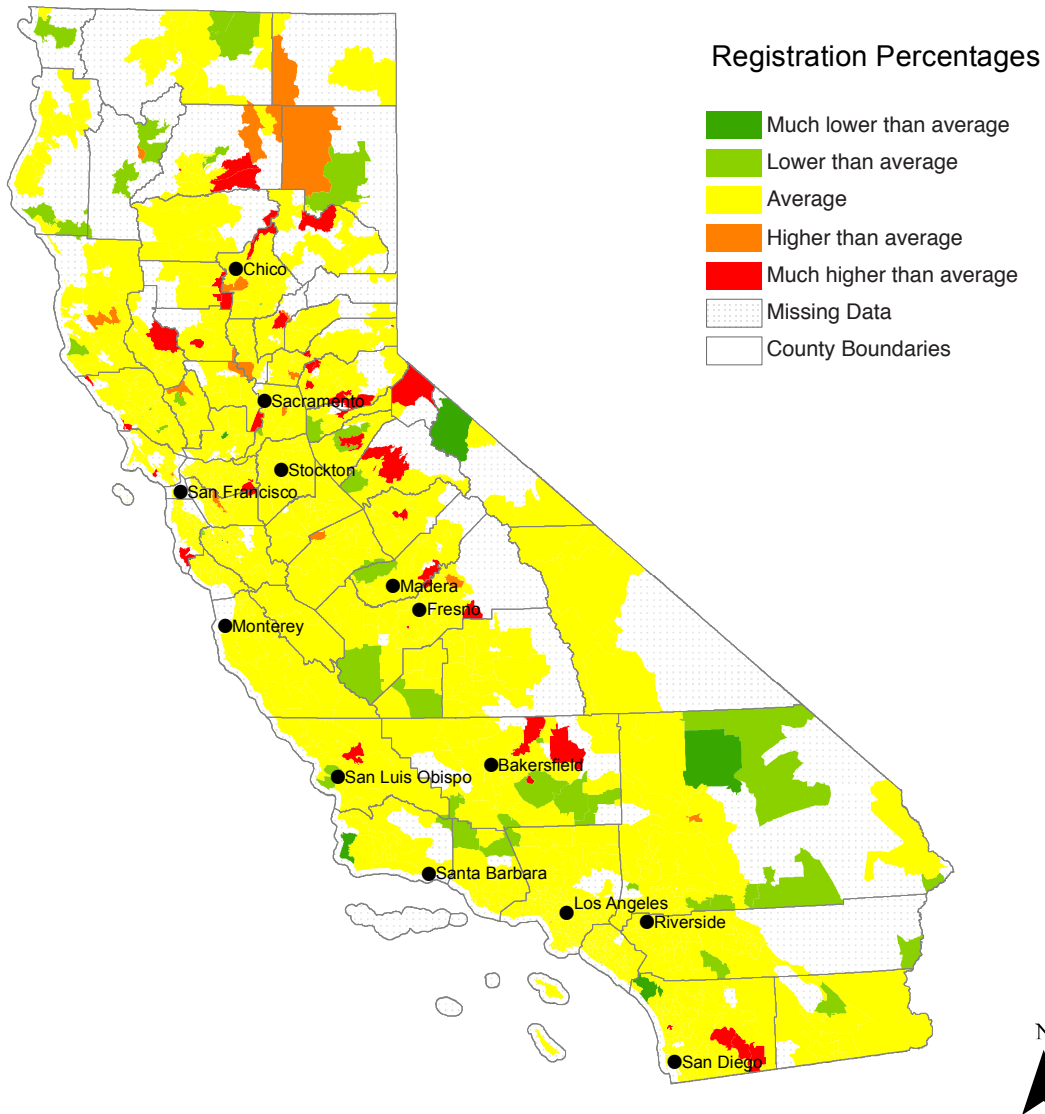 Registration Percentages
Much lower than average
Lower than average
Average
Higher than average
Much higher than average
Missing Data
County Boundaries
Chico
Sacramento
Stockton
San Francisco
Madera
Fresno
Monterey
Bakersfield
San Luis Obispo
Santa Barbara
Los Angeles
Riverside
San Diego
N